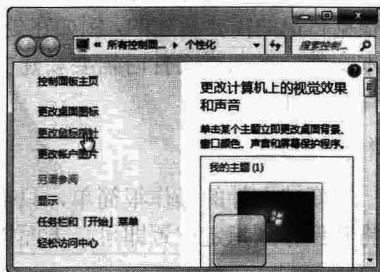 « 所有控制面... ▸ 个性化
搜索控制...
控制面板主页
更改桌面图标
更改鼠标指针
更改帐户图片
另请参阅
显示
任务栏和「开始」菜单
轻松访问中心
更改计算机上的视觉效果
和声音
单击某个主题立即更改桌面背景、
窗口颜色、声音和屏幕保护程序。
我的主题 (1)